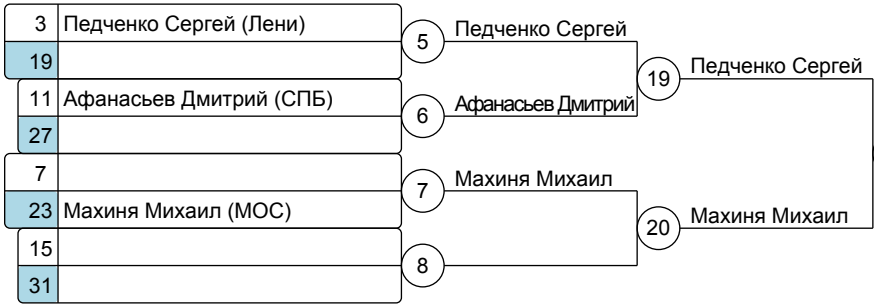 3 Педченко Сергей (Лени)
19
5 Педченко Сергей
11 Афанасьев Дмитрий (СПБ)
27
6 Афанасьев Дмитрий
19 Педченко Сергей
7
23 Махиня Михаил (МОС)
7 Махиня Михаил
15
31
8
20 Махиня Михаил